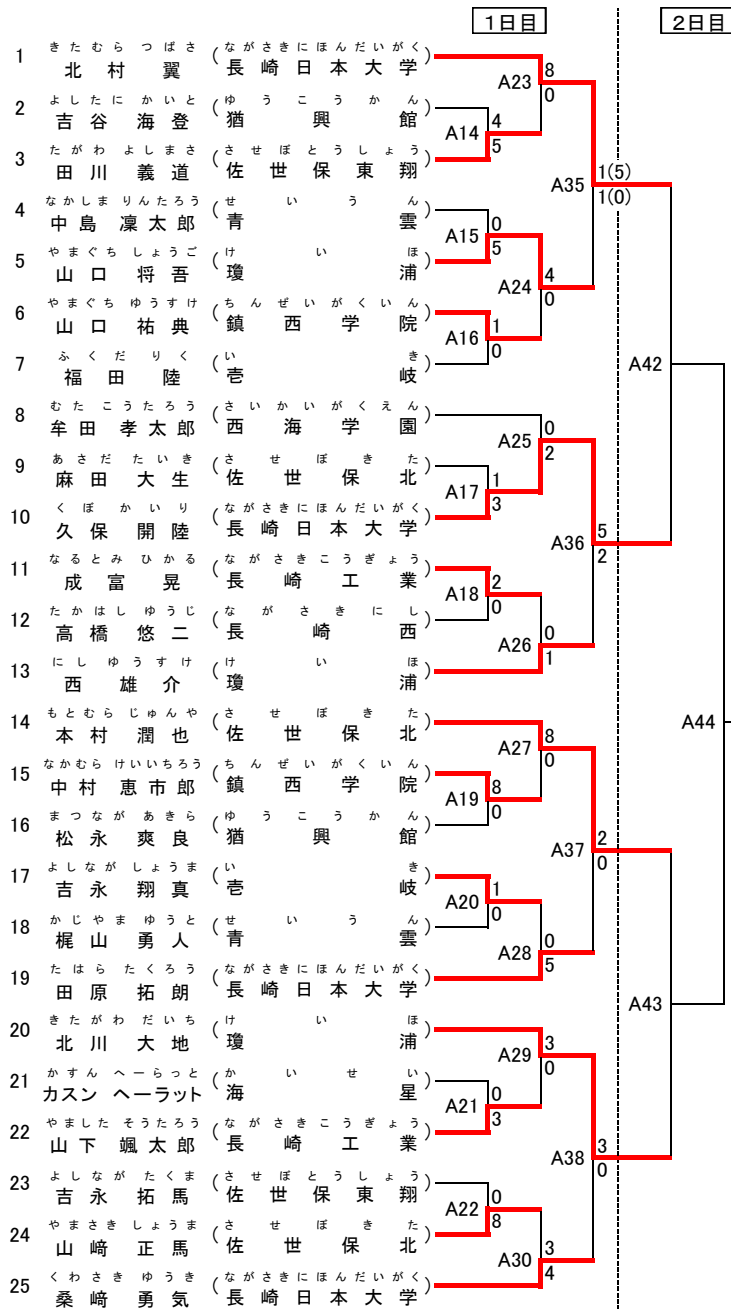 1日目 2日目
きたむら つばさ ながさきにほんだいがく
1 北村 翼 (長崎日本大学)
よしたに かいと ゆうこうかん
2 吉谷 海登 (猶興館)
たがわ よしまさ させぼとうしょう
3 田川 義道 (佐世保東翔)
なかしま りんたろう せいうん
4 中島 凜太郎 (青雲)
やまぐち しょうご けいほ
5 山口 将吾 (瓊浦)
やまぐち ゆうすけ ちんぜいがくいん
6 山口 祐典 (鎮西学院)
ふくだ りく いき
7 福田 陸 (壱岐)
むた こうたろう さいかいがくえん
8 牟田 孝太郎 (西海学園)
あさだ たいき させぼきた
9 麻田 大生 (佐世保北)
くぼ かいり ながさきにほんだいがく
10 久保 開陸 (長崎日本大学)
なるとみ ひかる ながさきこうぎょう
11 成富 晃 (長崎工業)
たかはし ゆうじ ながさきにし
12 高橋 悠二 (長崎西)
にし ゆうすけ けいほ
13 西 雄介 (瓊浦)
もとむら じゅんや させぼきた
14 本村 潤也 (佐世保北)
なかむら けいいちろう ちんぜいがくいん
15 中村 恵市郎 (鎮西学院)
まつなが あきら ゆうこうかん
16 松永 爽良 (猶興館)
よしなが しょうま いき
17 吉永 翔真 (壱岐)
かじやま ゆうと せいうん
18 梶山 勇人 (青雲)
たはら たくろう ながさきにほんだいがく
19 田原 拓朗 (長崎日本大学)
きたがわ だいち けいほ
20 北川 大地 (瓊浦)
かすん へーらっと かいせい
21 カスン ヘーラット (海星)
やました そうたろう ながさきこうぎょう
22 山下 颯太郎 (長崎工業)
よしなが たくま させぼとうしょう
23 吉永 拓馬 (佐世保東翔)
やまさき しょうま させぼきた
24 山﨑 正馬 (佐世保北)
くわさき ゆうき ながさきにほんだいがく
25 桑﨑 勇気 (長崎日本大学)
A14 4 5
A15 0 5
A16 1 0
A17 1 3
A18 2 0
A19 8 0
A20 1 0
A21 0 3
A22 0 8
A23 8 0
A24 4 0
A25 0 2
A26 0 1
A27 8 0
A28 0 5
A29 3 0
A30 3 4
A35 1(5) 1(0)
A36 5 2
A37 2 0
A38 3 0
A42
A43
A44